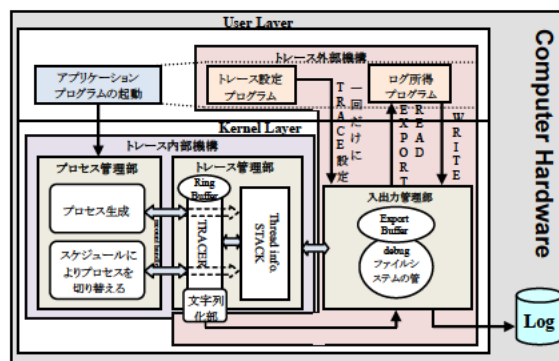 User Layer
トレース外部機構
アプリケーション
プログラムの起動
トレース設定
プログラム
ログ所得
プログラム
一回だけに
TRACE設定
EXPORT
READ
WRITE
Kernel Layer
トレース内部機構
プロセス管理部
トレース管理部
Ring
Buffer
プロセス生成
スケジュールに
よりプロセスを
切り替える
TRACER
Thread info.
STACK
文字列
化部
入出力管理部
Export
Buffer
debug
ファイルシ
ステムの管
Log
Computer Hardware